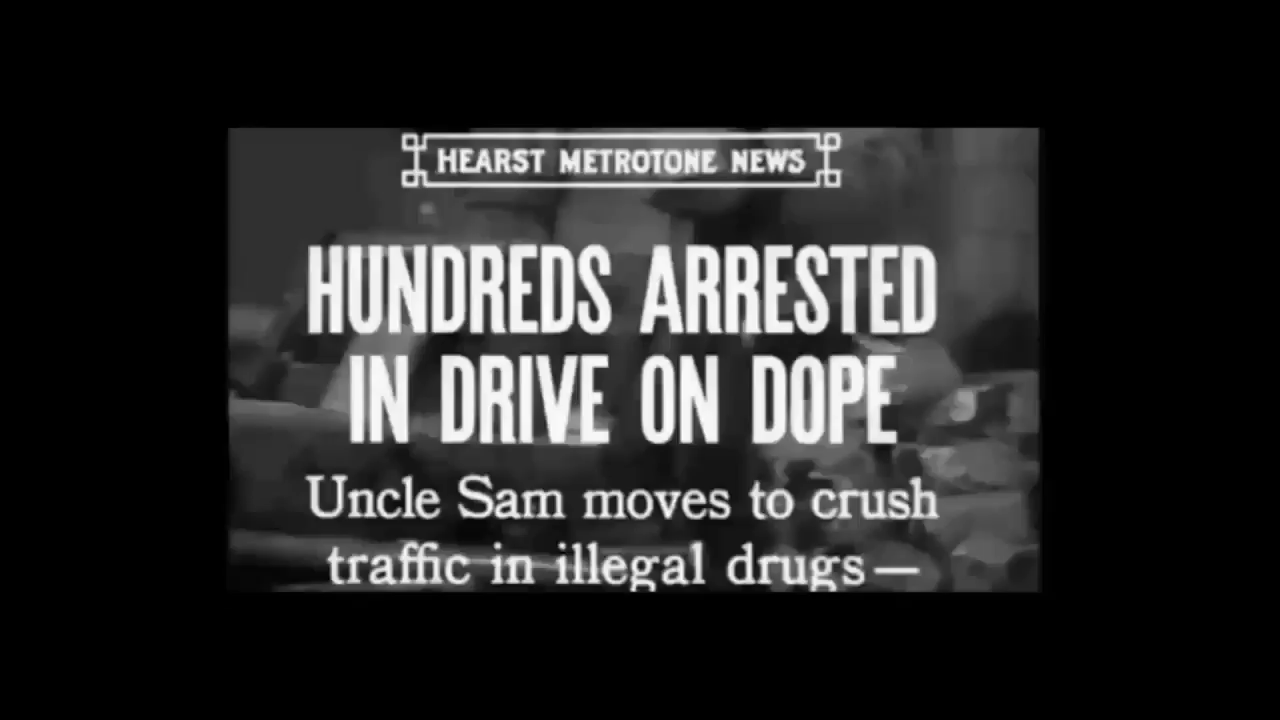 HEARST METROTONE NEWS
HUNDREDS ARRESTED
IN DRIVE ON DOPE
Uncle Sam moves to crush
traffic in illegal drugs—